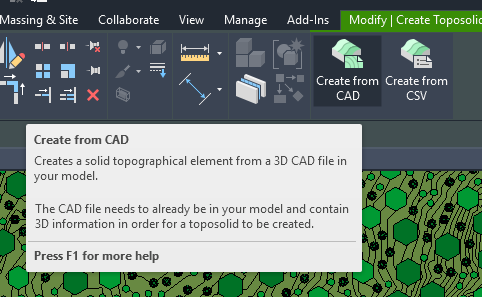 Massing & Site Collaborate View Manage Add-Ins Modify | Create Toposolid
Create from CAD
Create from CSV
Create from CAD
Creates a solid topographical element from a 3D CAD file in
your model.
The CAD file needs to already be in your model and contain
3D information in order for a toposolid to be created.
Press F1 for more help